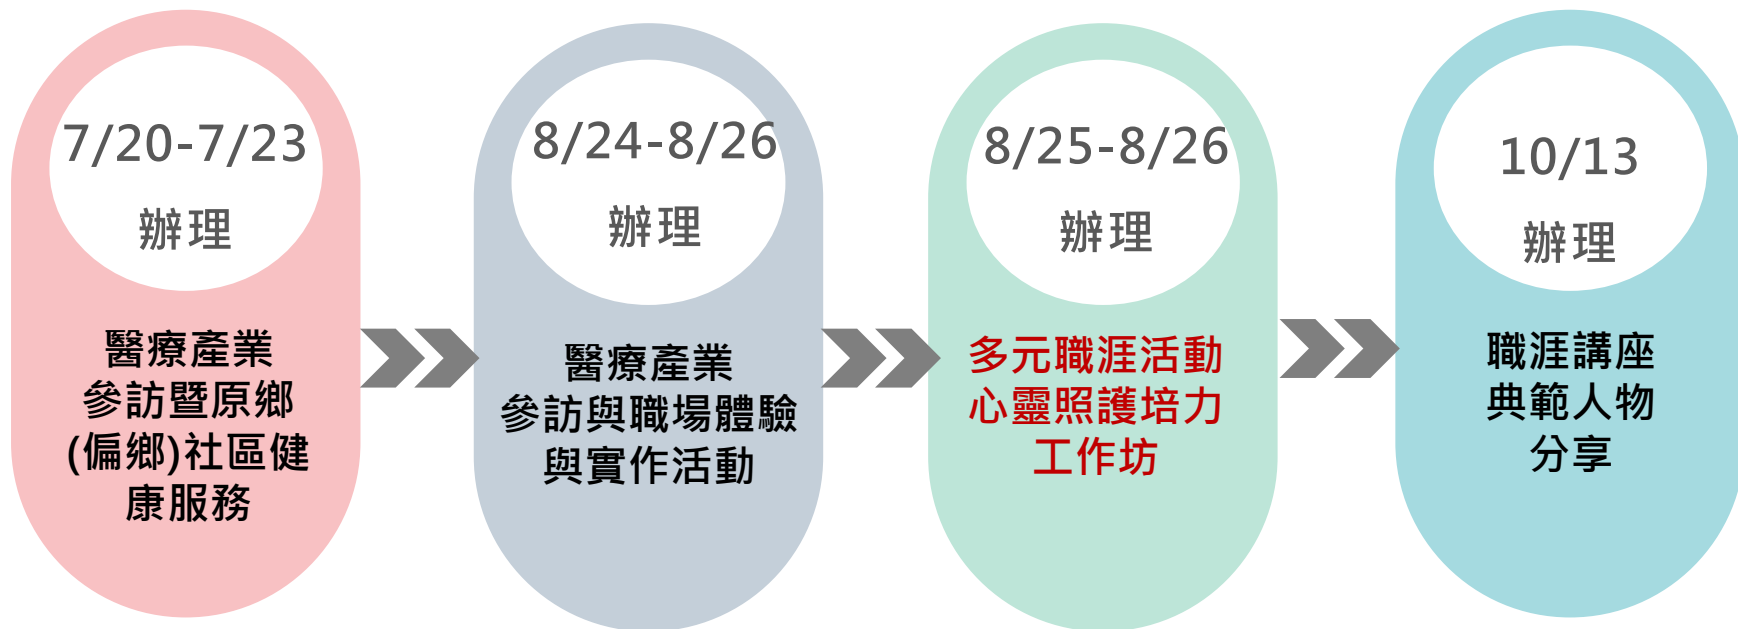 7/20-7/23
辦理
醫療產業
參訪暨原鄉
(偏鄉)社區健
康服務
8/24-8/26
辦理
醫療產業
參訪與職場體驗
與實作活動
8/25-8/26
辦理
多元職涯活動
心靈照護培力
工作坊
10/13
辦理
職涯講座
典範人物
分享